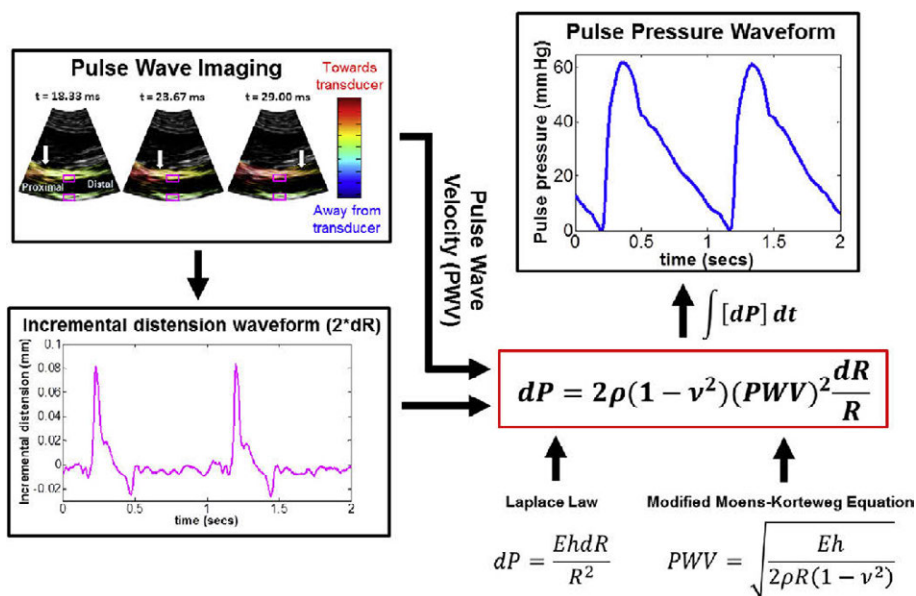 Pulse Wave Imaging
Towards
transducer
t = 18.33 ms
t = 23.67 ms
t = 29.00 ms
Proximal
Distal
Away from
transducer
Pulse Pressure Waveform
Pulse pressure (mmHg)
60
40
20
0
0
0.5
1
1.5
2
time (secs)
Pulse Wave
Velocity (PWV)
Incremental distension waveform (2*dR)
Incremental distension (mm)
0.1
0.08
0.06
0.04
0.02
0
-0.02
0
0.5
1
1.5
2
time (secs)
∫[dP] dt
dP = 2ρ(1 − ν²)(PWV)² dR/R
Laplace Law
Modified Moens-Korteweg Equation
dP = EhdR/R²
PWV = √(Eh/2ρR(1 − ν²))